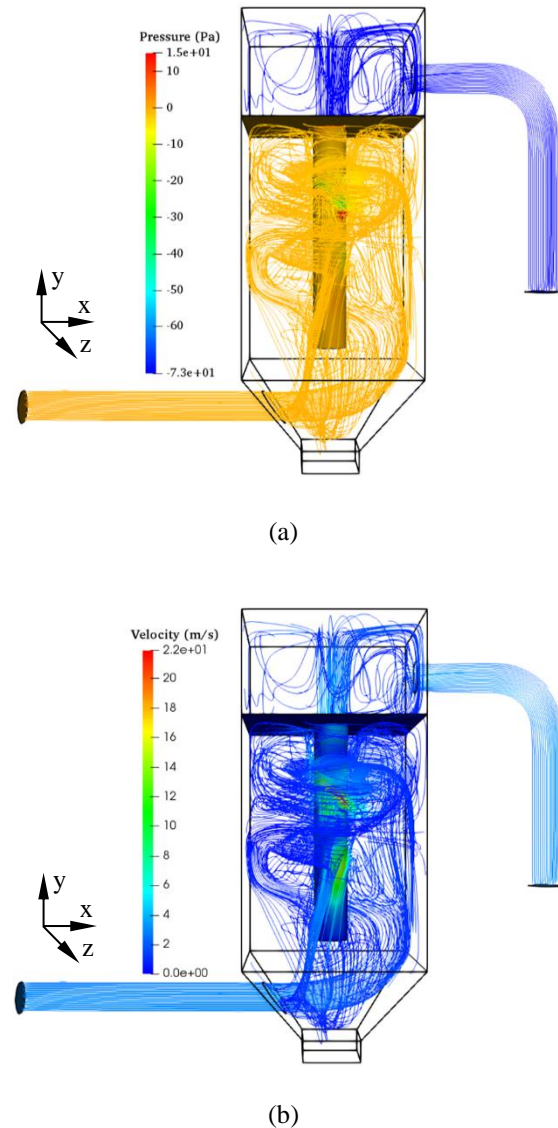 Pressure (Pa)
1.5e+01
10
0
-10
-20
-30
-40
-50
-60
-7.3e+01
y
x
z
(a)
Velocity (m/s)
2.2e+01
20
18
16
14
12
10
8
6
4
2
0.0e+00
y
x
z
(b)